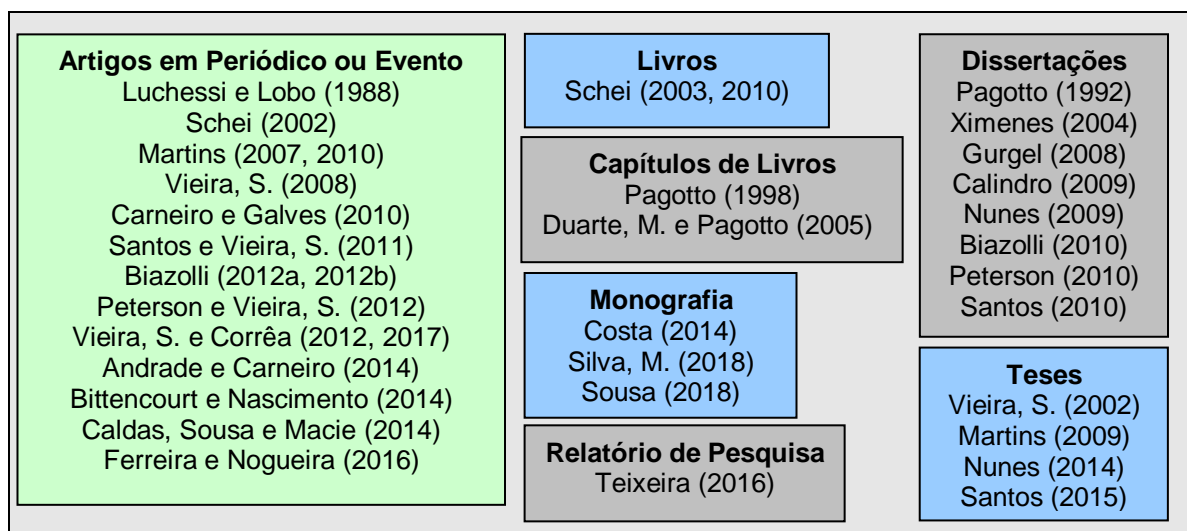 Artigos em Periódico ou Evento
Luchessi e Lobo (1988)
Schei (2002)
Martins (2007, 2010)
Vieira, S. (2008)
Carneiro e Galves (2010)
Santos e Vieira, S. (2011)
Biazolli (2012a, 2012b)
Peterson e Vieira, S. (2012)
Vieira, S. e Corrêa (2012, 2017)
Andrade e Carneiro (2014)
Bittencourt e Nascimento (2014)
Caldas, Sousa e Macie (2014)
Ferreira e Nogueira (2016)
Livros
Schei (2003, 2010)
Capítulos de Livros
Pagotto (1998)
Duarte, M. e Pagotto (2005)
Monografia
Costa (2014)
Silva, M. (2018)
Sousa (2018)
Relatório de Pesquisa
Teixeira (2016)
Dissertações
Pagotto (1992)
Ximenes (2004)
Gurgel (2008)
Calindro (2009)
Nunes (2009)
Biazolli (2010)
Peterson (2010)
Santos (2010)
Teses
Vieira, S. (2002)
Martins (2009)
Nunes (2014)
Santos (2015)